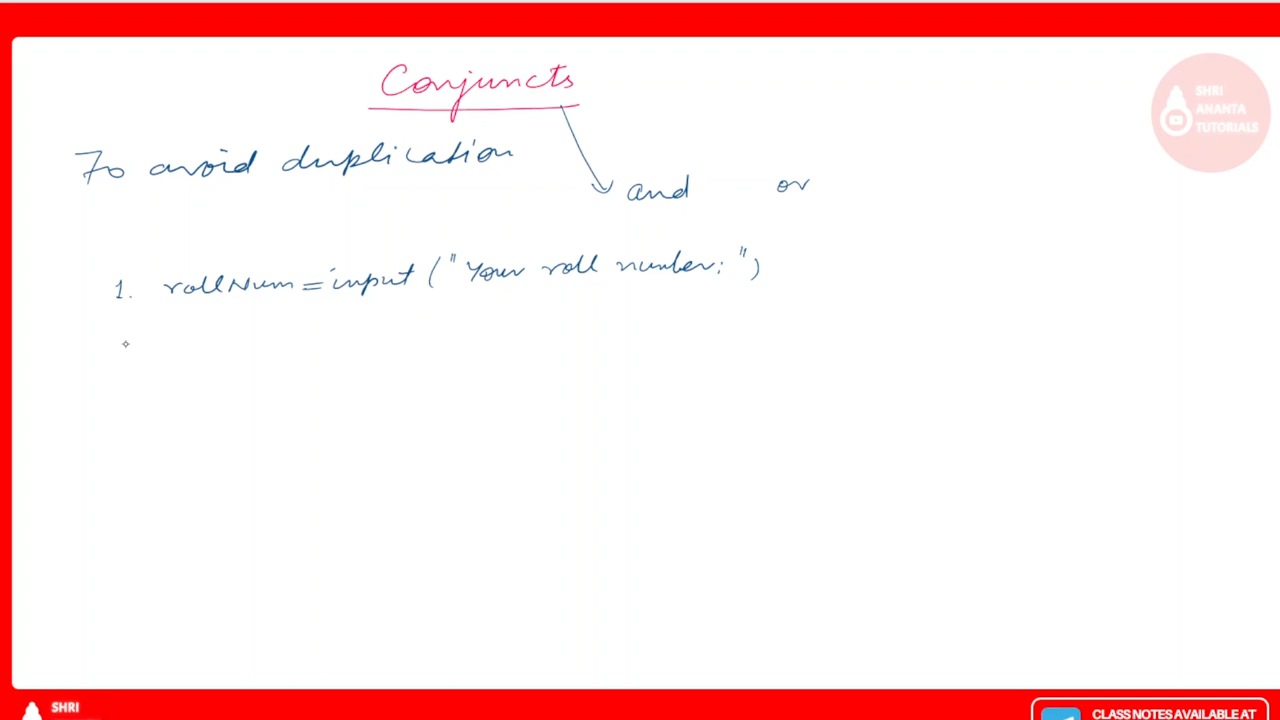 Conjuncts
SHRI
ANANTA
TUTORIALS
To avoid duplication
and or
1. rollNum = input ("Your roll number: ")
SHRI
CLASS NOTES AVAILABLE AT